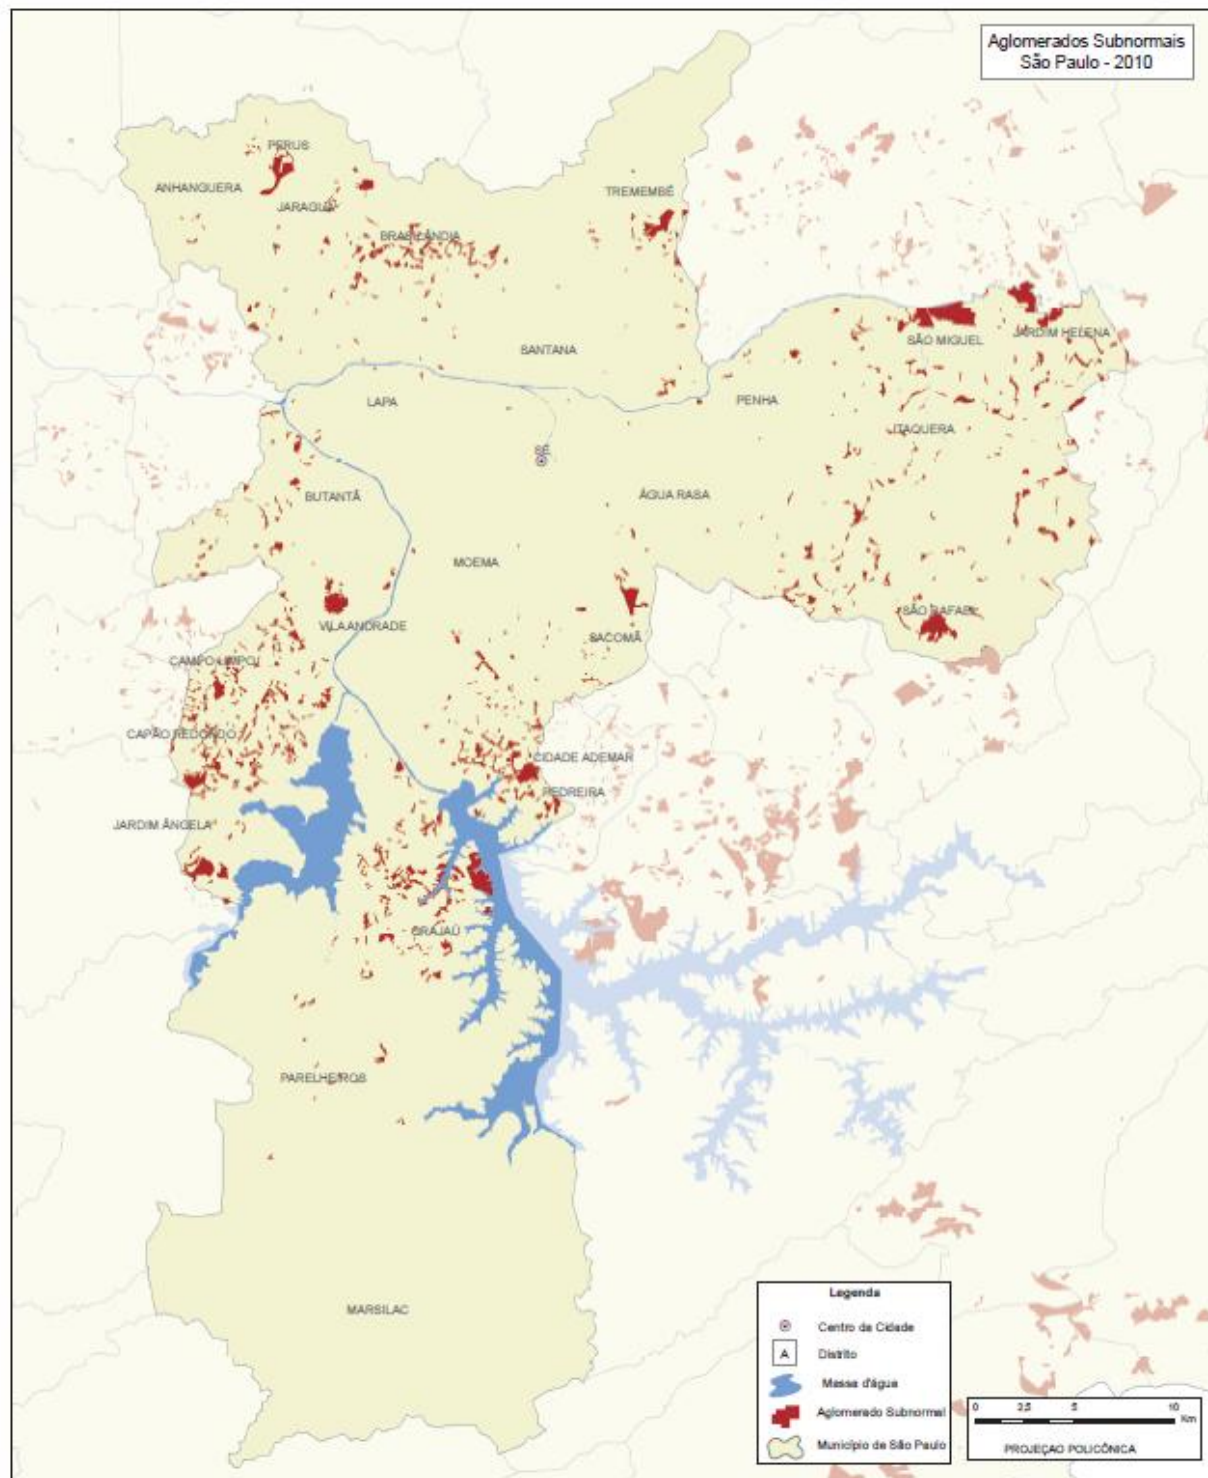 Aglomerados Subnormais
São Paulo - 2010
PERUS
ANHANGUERA
TREMEMBÉ
JARAGUÁ
BRASILÂNDIA
JARDIM HELENA
SÃO MIGUEL
SANTANA
LAPA
PENHA
ITAQUERA
SÉ
BUTANTÃ
ÁGUA RASA
MOEMA
SÃO RAFAEL
VILA ANDRADE
SACOMÃ
CAMPO LIMPO
CAPÃO REDONDO
CIDADE ADEMAR
PEDREIRA
JARDIM ÂNGELA
GRAJAÚ
PARELHEIROS
MARSILAC
Legenda
Centro da Cidade
A Distrito
Massa d'água
Aglomerado Subnormal
Município de São Paulo
0 2,5 5 10
Km
PROJEÇÃO POLICÔNICA